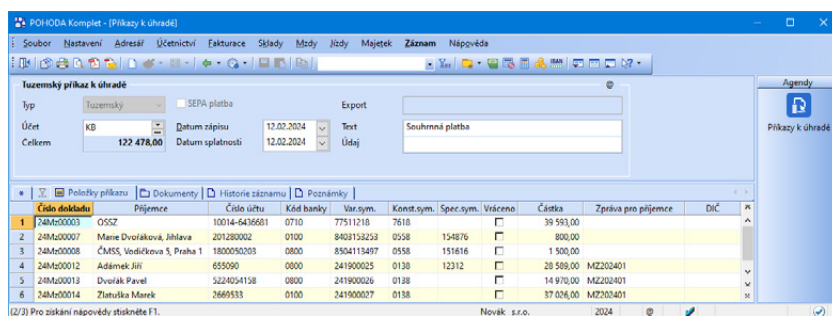 POHODA Komplet - [Příkazy k úhradě]
Soubor Nastavení Adresář Účetnictví Fakturace Sklady Mzdy Jízdy Majetek Záznam Nápověda
Tuzemský příkaz k úhradě @ Agendy
Typ Tuzemský SEPA platba Export
Příkazy k úhradě
Účet KB Datum zápisu 12.02.2024 Text Souhrnná platba
Celkem 122 478,00 Datum splatnosti 12.02.2024 Údaj
Položky příkazu Dokumenty Historie záznamu Poznámky
Číslo dokladu Příjemce Číslo účtu Kód banky Var.sym. Konst.sym. Spec.sym. Vráceno Částka Zpráva pro příjemce DIČ
1 24Mz00003 OSSZ 10014-6436681 0710 77511218 7618 39 593,00
2 24Mz00007 Marie Dvořáková, Jihlava 201280002 0100 8403153253 0558 154876 800,00
3 24Mz00008 ČMSS, Vodičkova 5, Praha 1 1800050203 0800 8504113497 0558 151616 1 500,00
4 24Mz00012 Adámek Jiří 655090 0800 241900025 0138 12312 28 589,00 MZ202401
5 24Mz00013 Dvořák Pavel 5224054158 0800 241900026 0138 14 970,00 MZ202401
6 24Mz00014 Zlatuška Marek 2669533 0100 241900027 0138 37 026,00 MZ202401
(2/3) Pro získání nápovědy stiskněte F1. Novák s.r.o. 2024 @